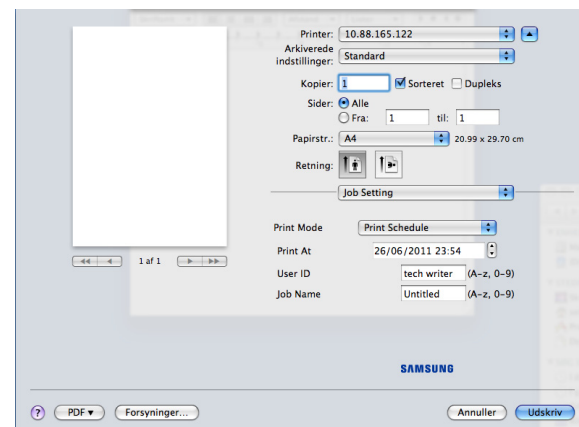 Printer: 10.88.165.122
Arkiverede indstillinger: Standard
Kopier: 1 Sorteret Dupleks
Sider: Alle
Fra: 1 til: 1
Papirstr.: A4 20.99 x 29.70 cm
Retning:
Job Setting
Print Mode Print Schedule
Print At 26/06/2011 23:54
User ID tech writer (A-z, 0-9)
1 af 1
Job Name Untitled (A-z, 0-9)
SAMSUNG
? PDF Forsyninger... Annuller Udskriv